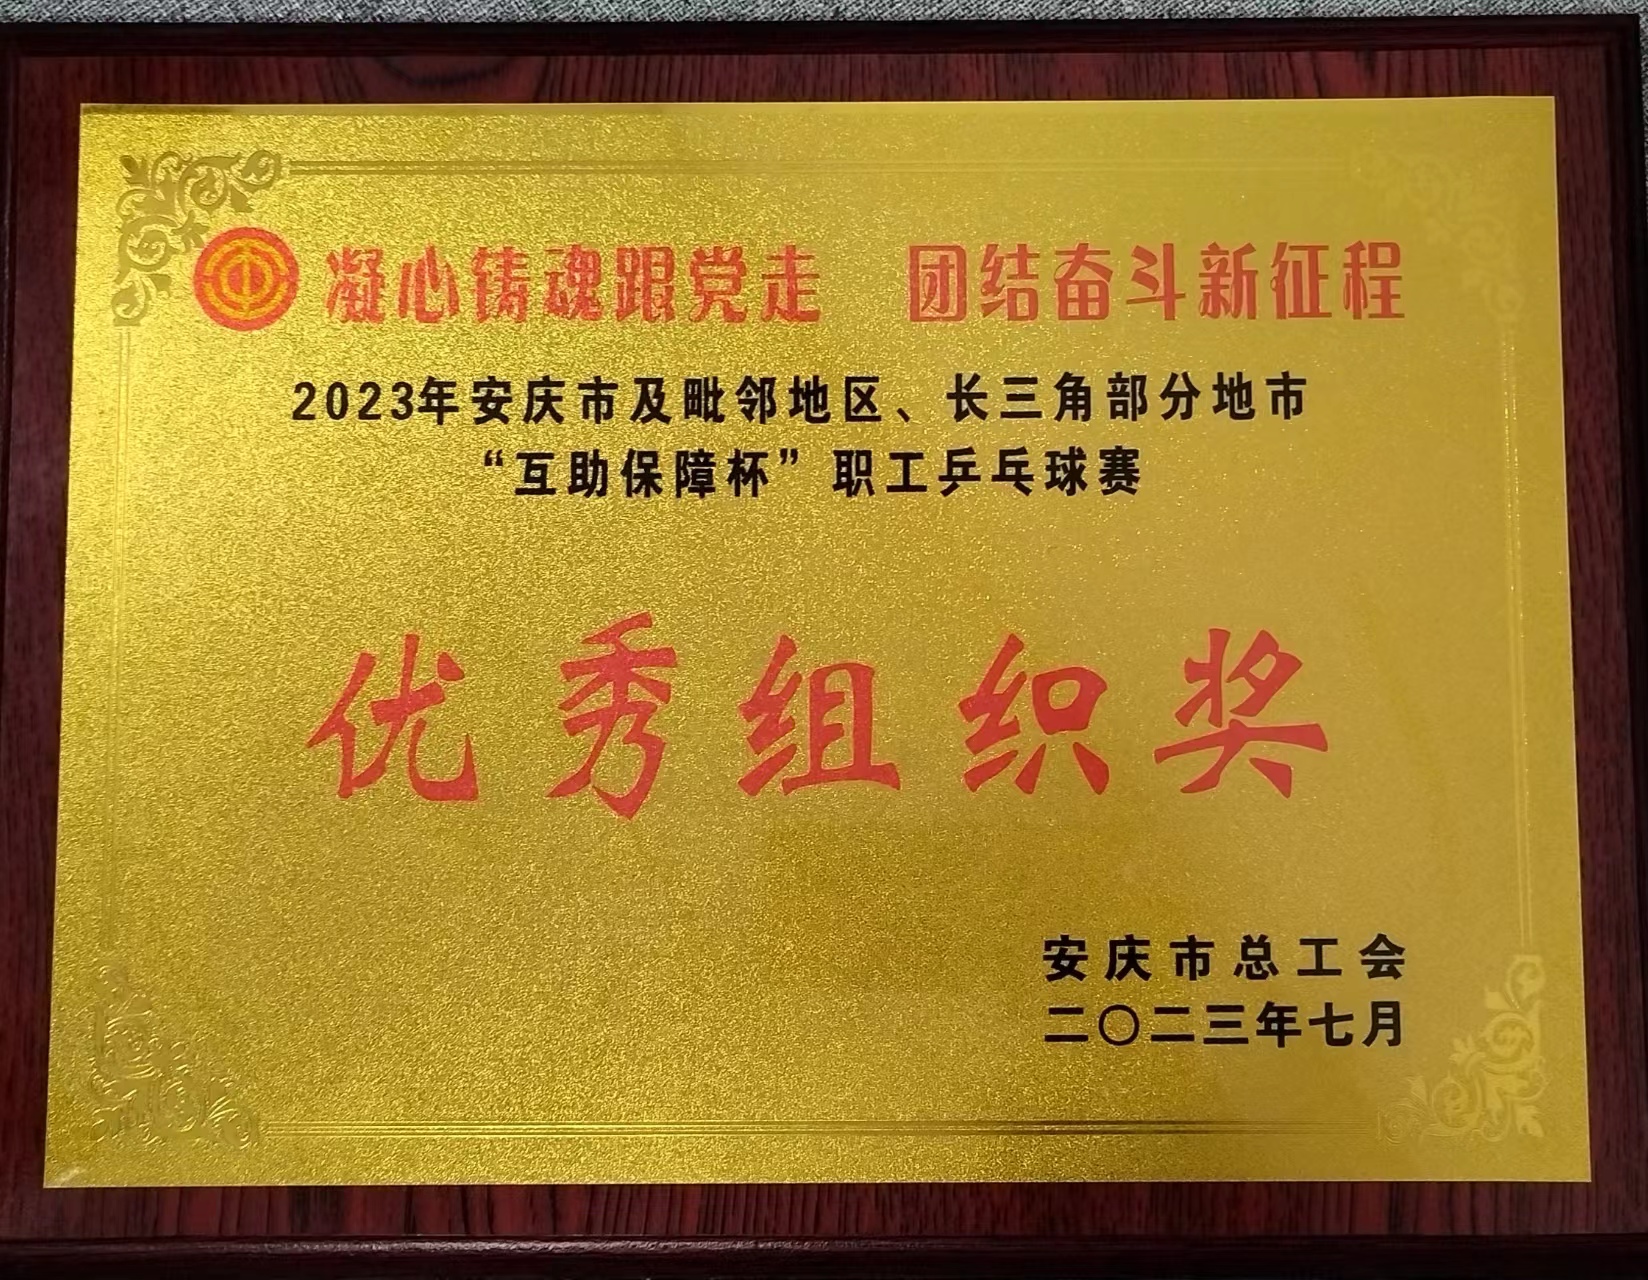 凝心铸魂跟党走 团结奋斗新征程
2023年安庆市及毗邻地区、长三角部分地市
“互助保障杯”职工乒乓球赛
优秀组织奖
安庆市总工会
二〇二三年七月